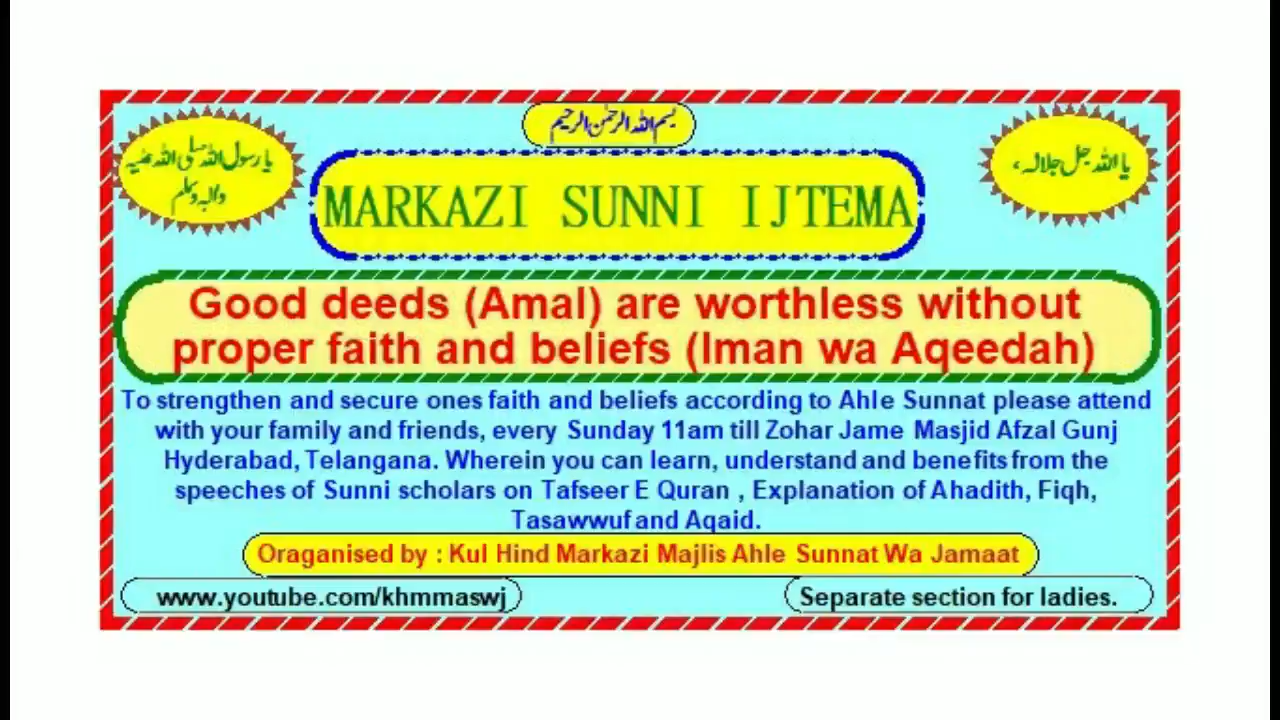 بسم اللہ الرحمٰن الرحیم
یا اللہ جل جلالہ،
یا رسول اللہ صلی اللہ علیہ
والہ وسلم
MARKAZI SUNNI IJTEMA
Good deeds (Amal) are worthless without
proper faith and beliefs (Iman wa Aqeedah)
To strengthen and secure ones faith and beliefs according to Ahle Sunnat please attend
with your family and friends, every Sunday 11am till Zohar Jame Masjid Afzal Gunj
Hyderabad, Telangana. Wherein you can learn, understand and benefits from the
speeches of Sunni scholars on Tafseer E Quran , Explanation of Ahadith, Fiqh,
Tasawwuf and Aqaid.
Oraganised by : Kul Hind Markazi Majlis Ahle Sunnat Wa Jamaat
www.youtube.com/khmmaswj
Separate section for ladies.